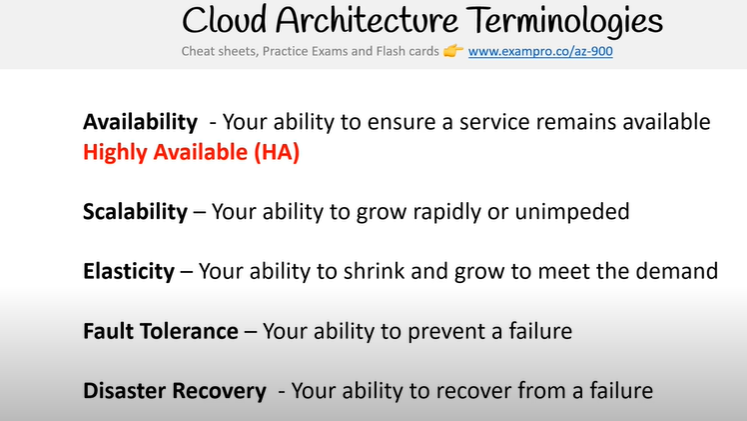 Cloud Architecture Terminologies
Cheat sheets, Practice Exams and Flash cards 👉 www.exampro.co/az-900
Availability - Your ability to ensure a service remains available
Highly Available (HA)
Scalability – Your ability to grow rapidly or unimpeded
Elasticity – Your ability to shrink and grow to meet the demand
Fault Tolerance – Your ability to prevent a failure
Disaster Recovery - Your ability to recover from a failure